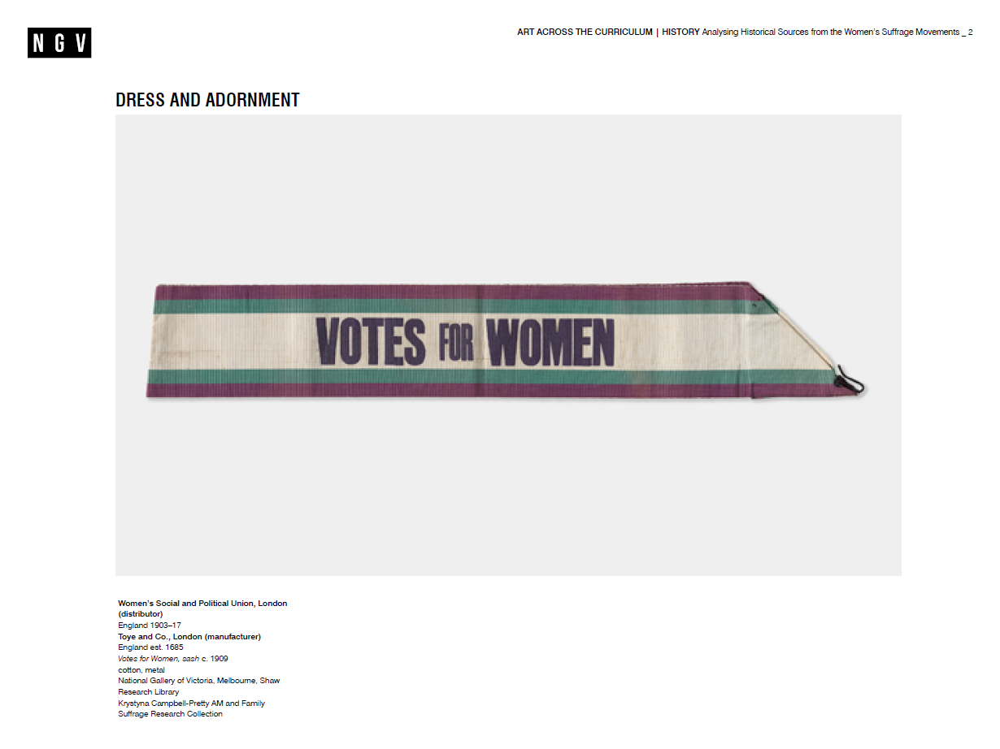 NGV
ART ACROSS THE CURRICULUM | HISTORY Analysing Historical Sources from the Women's Suffrage Movements _ 2
DRESS AND ADORNMENT
VOTES FOR WOMEN
Women's Social and Political Union, London
(distributor)
England 1903–17
Toye and Co., London (manufacturer)
England est. 1685
Votes for Women, sash c. 1909
cotton, metal
National Gallery of Victoria, Melbourne, Shaw
Research Library
Krystyna Campbell-Pretty AM and Family
Suffrage Research Collection